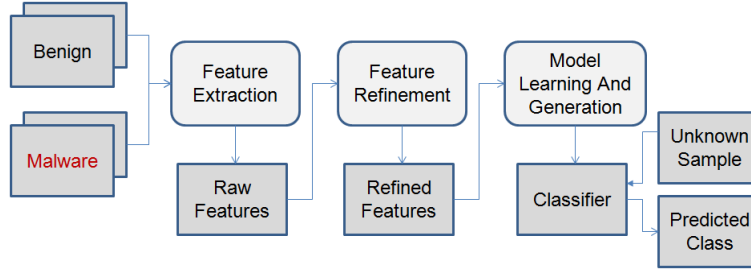 Benign
Malware
Feature
Extraction
Raw
Features
Feature
Refinement
Refined
Features
Model
Learning And
Generation
Classifier
Unknown
Sample
Predicted
Class